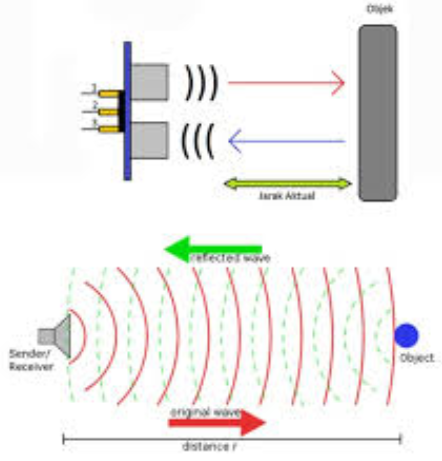 Objek
1
2
3
Jarak Aktual
reflected wave
Sender/
Receiver
Object
original wave
distance r